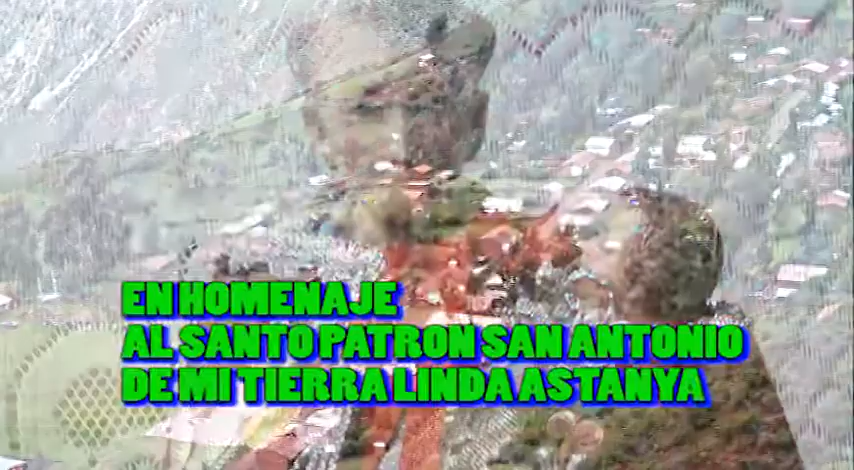 EN HOMENAJE
AL SANTO PATRON SAN ANTONIO
DE MI TIERRA LINDA ASTANYA